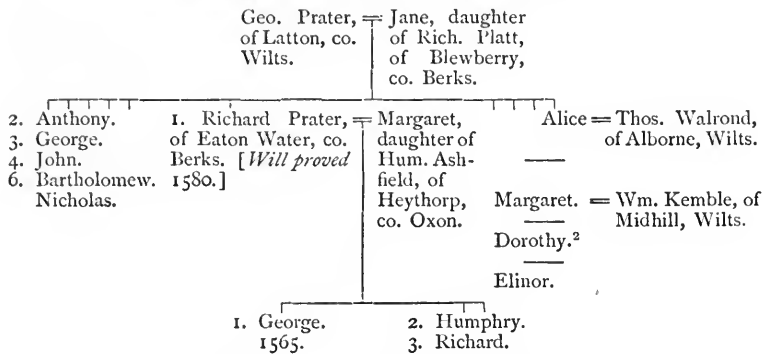 Geo. Prater, = Jane, daughter
of Latton, co. of Rich. Platt,
Wilts. of Blewberry,
co. Berks.
2. Anthony.
3. George.
4. John.
6. Bartholomew.
Nicholas.
1. Richard Prater, =
of Eaton Water, co.
Berks. [Will proved
1580.]
Margaret,
daughter of
Hum. Ash-
field, of
Heythorp,
co. Oxon.
Alice = Thos. Walrond,
of Alborne, Wilts.
Margaret. = Wm. Kemble, of
Midhill, Wilts.
Dorothy.²
Elinor.
1. George.
1565.
2. Humphry.
3. Richard.